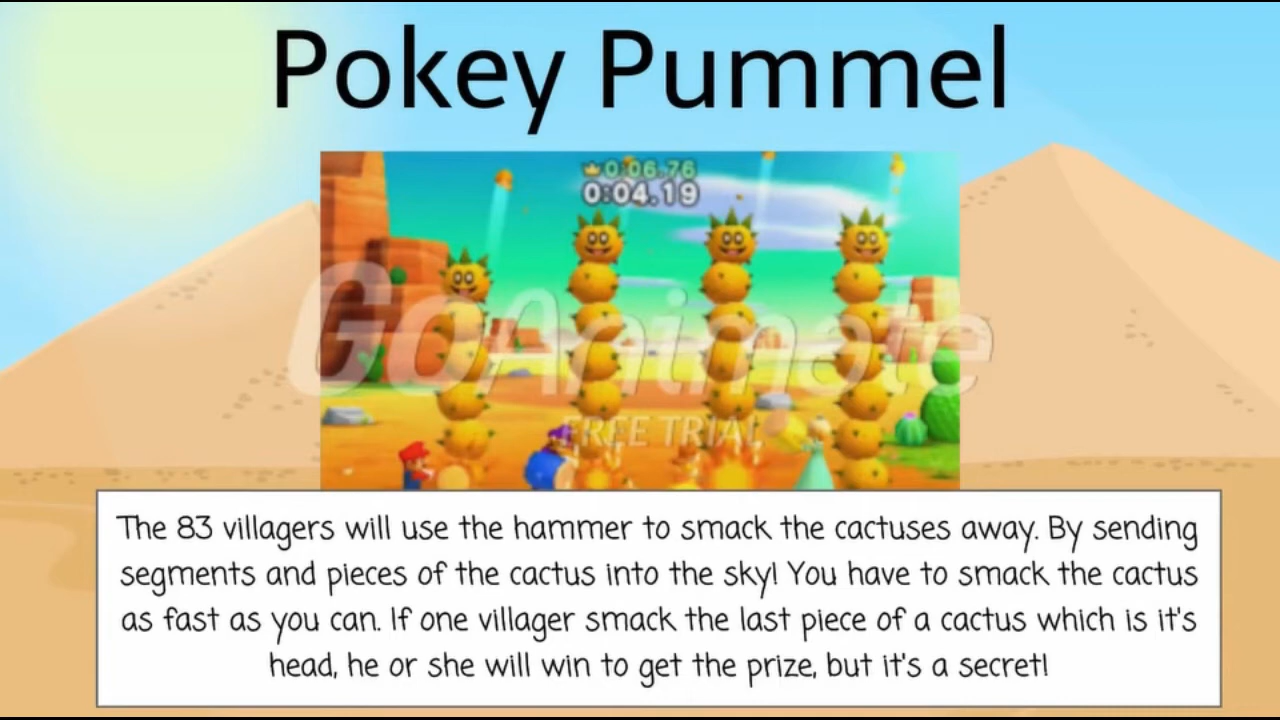 Pokey Pummel
0:06.76
0:04.19
GoAnimate
FREE TRIAL
The 83 villagers will use the hammer to smack the cactuses away. By sending
segments and pieces of the cactus into the sky! You have to smack the cactus
as fast as you can. If one villager smack the last piece of a cactus which is it's
head, he or she will win to get the prize, but it's a secret!